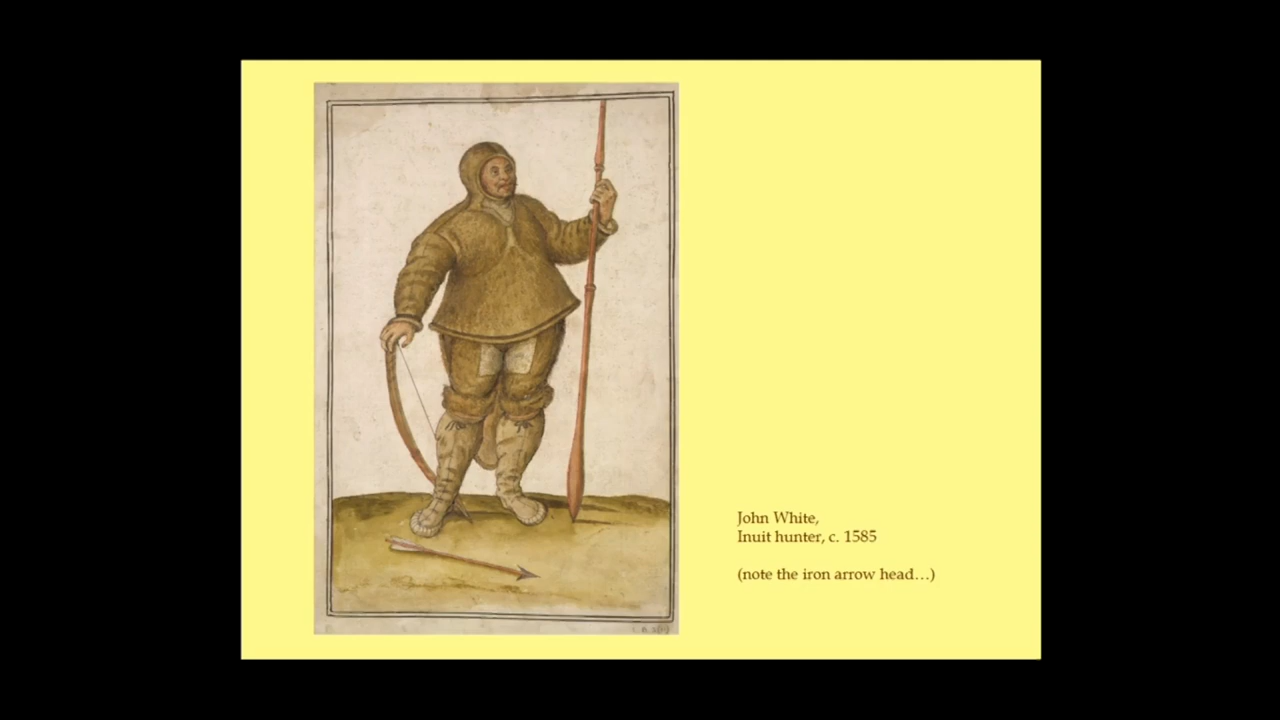 John White,
Inuit hunter, c. 1585
(note the iron arrow head…)